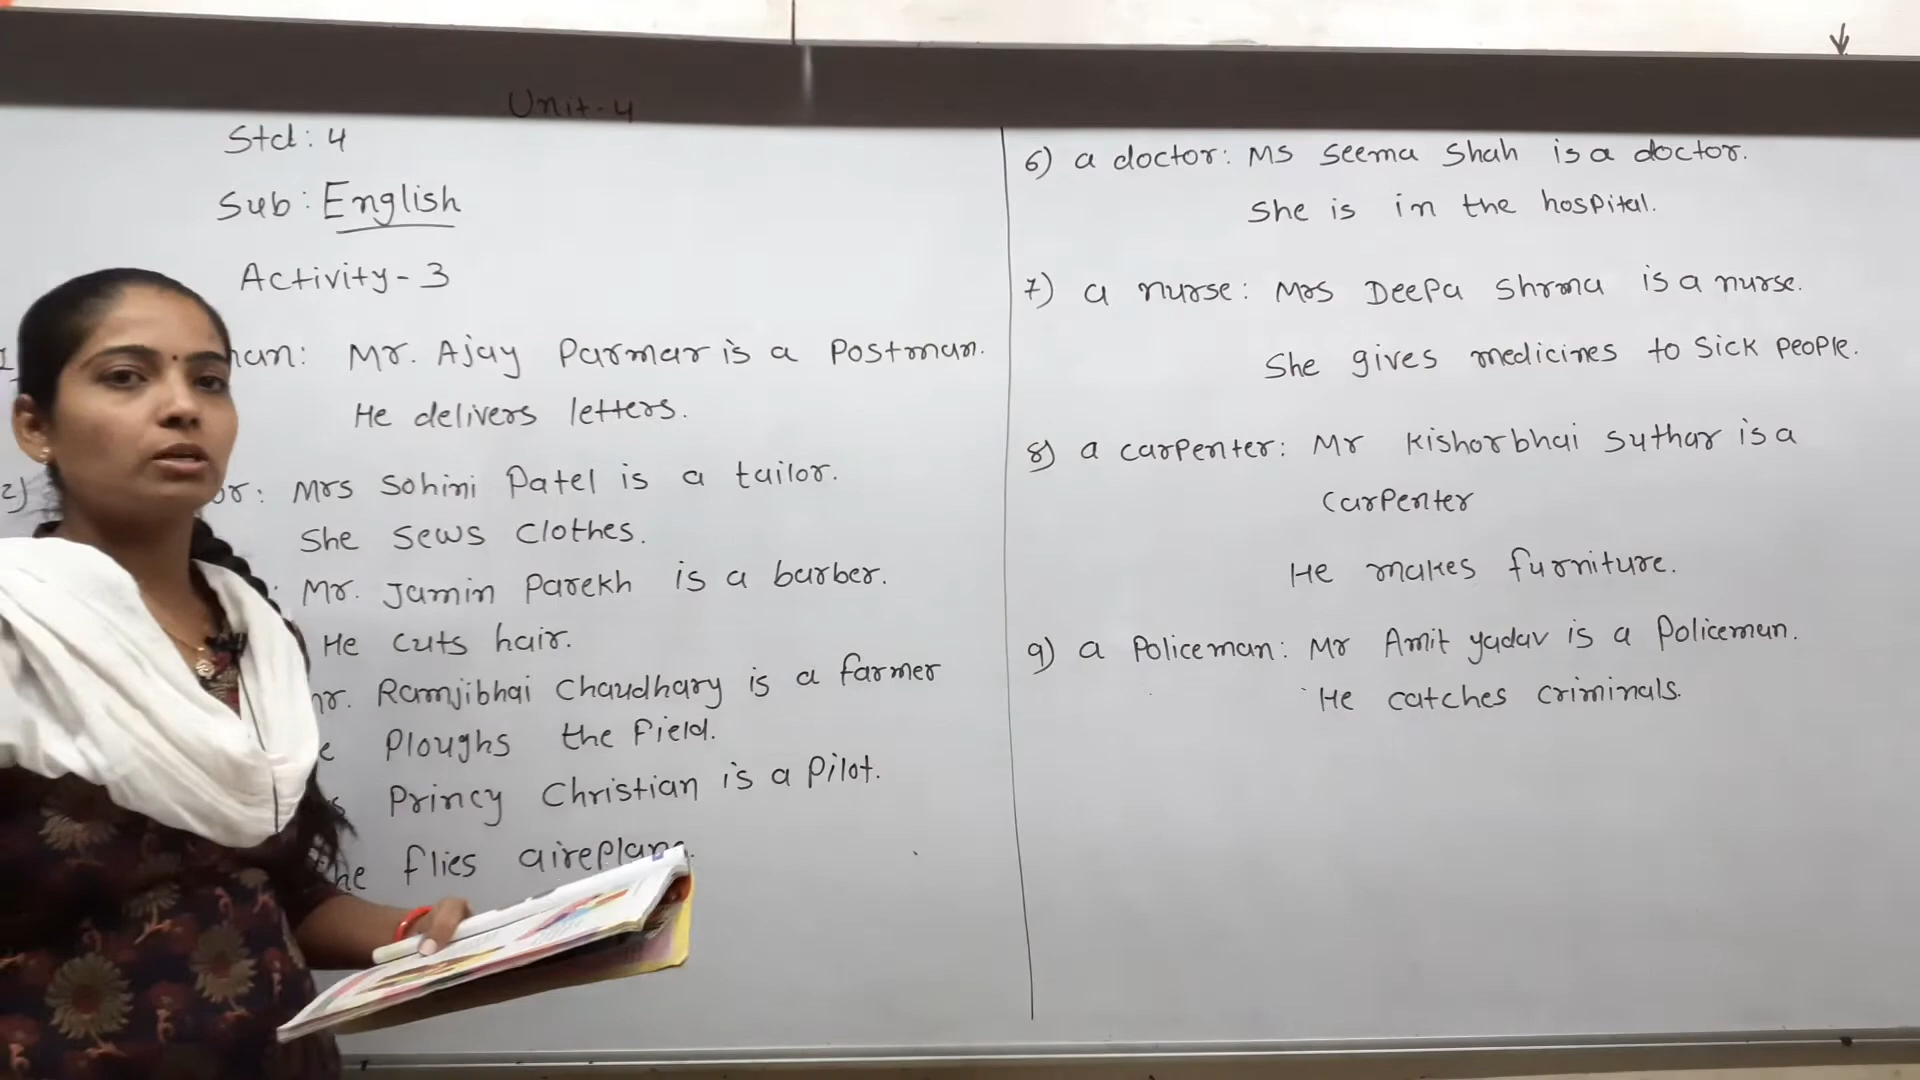 Unit-4
Std: 4
Sub: English
Activity-3
Mr. Ajay Parmar is a Postman.
He delivers letters.
2)
Mrs Sohini Patel is a tailor.
She sews clothes.
Mr. Jamin Parekh is a barber.
He cuts hair.
Ramjibhai Chaudhary is a farmer
Ploughs the field.
Princy Christian is a Pilot.
flies aireplane.
6) a doctor: Ms Seema Shah is a doctor.
She is in the hospital.
7) a nurse: Mrs Deepa Shrma is a nurse.
She gives medicines to sick people.
8) a carpenter: Mr Kishorbhai Suthar is a
Carpenter
He makes furniture.
9) a Policeman: Mr Amit yadav is a Policeman.
He catches criminals.